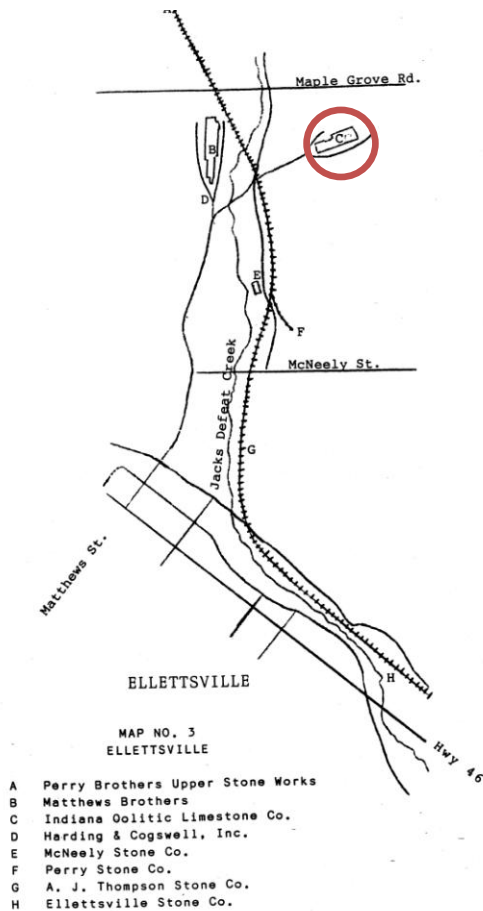 A
Maple Grove Rd.
C
B
D
E
F
McNeely St.
Jacks Defeat Creek
G
Matthews St.
H
ELLETTSVILLE
Hwy 46
MAP NO. 3
ELLETTSVILLE
A Perry Brothers Upper Stone Works
B Matthews Brothers
C Indiana Oolitic Limestone Co.
D Harding & Cogswell, Inc.
E McNeely Stone Co.
F Perry Stone Co.
G A. J. Thompson Stone Co.
H Ellettsville Stone Co.